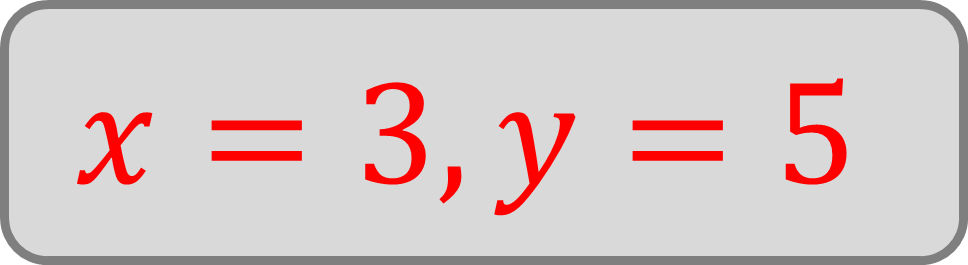 x = 3, y = 5